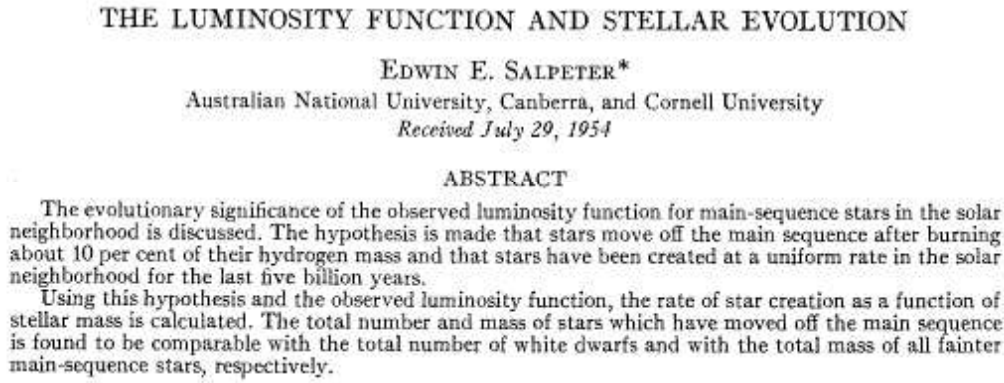 THE LUMINOSITY FUNCTION AND STELLAR EVOLUTION
EDWIN E. SALPETER*
Australian National University, Canberra, and Cornell University
Received July 29, 1954
ABSTRACT
The evolutionary significance of the observed luminosity function for main-sequence stars in the solar
neighborhood is discussed. The hypothesis is made that stars move off the main sequence after burning
about 10 per cent of their hydrogen mass and that stars have been created at a uniform rate in the solar
neighborhood for the last five billion years.
Using this hypothesis and the observed luminosity function, the rate of star creation as a function of
stellar mass is calculated. The total number and mass of stars which have moved off the main sequence
is found to be comparable with the total number of white dwarfs and with the total mass of all fainter
main-sequence stars, respectively.